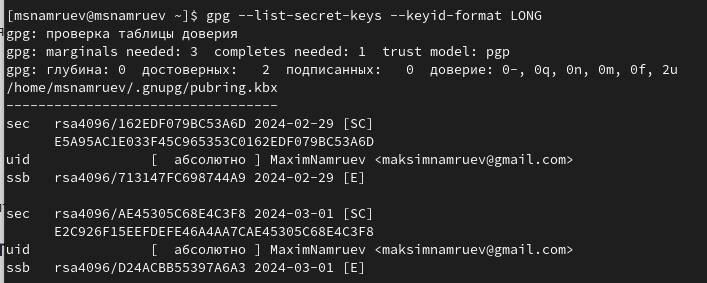 [msnamruev@msnamruev ~]$ gpg --list-secret-keys --keyid-format LONG
gpg: проверка таблицы доверия
gpg: marginals needed: 3  completes needed: 1  trust model: pgp
gpg: глубина: 0  достоверных:   2  подписанных:   0  доверие: 0-, 0q, 0n, 0m, 0f, 2u
/home/msnamruev/.gnupg/pubring.kbx
----------------------------------
sec   rsa4096/162EDF079BC53A6D 2024-02-29 [SC]
      E5A95AC1E033F45C965353C0162EDF079BC53A6D
uid               [  абсолютно ] MaximNamruev <maksimnamruev@gmail.com>
ssb   rsa4096/713147FC698744A9 2024-02-29 [E]

sec   rsa4096/AE45305C68E4C3F8 2024-03-01 [SC]
      E2C926F15EEFDEFE46A4AA7CAE45305C68E4C3F8
uid               [  абсолютно ] MaximNamruev <maksimnamruev@gmail.com>
ssb   rsa4096/D24ACBB55397A6A3 2024-03-01 [E]